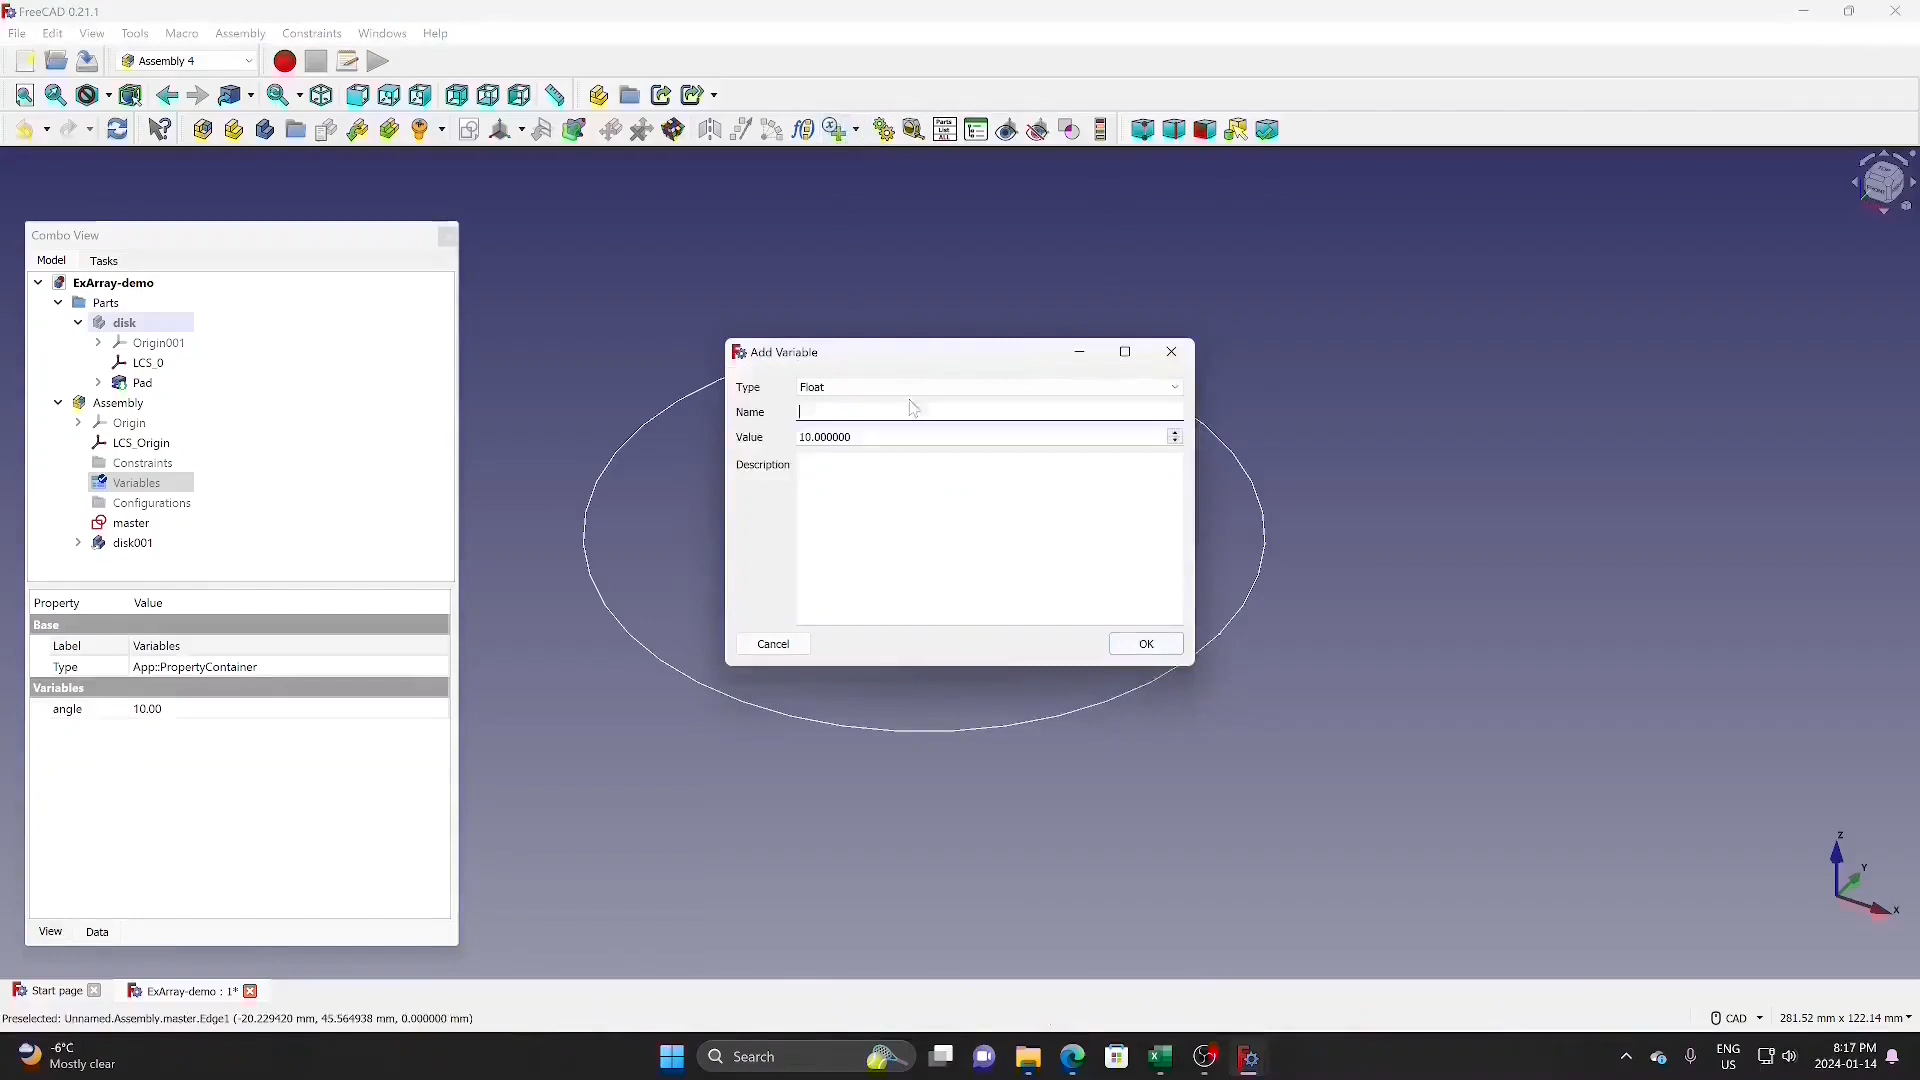 FreeCAD 0.21.1
File Edit View Tools Macro Assembly Constraints Windows Help
Assembly 4
Parts List ALL
Combo View
Model Tasks
ExArray-demo
Parts
disk
Origin001
LCS_0
Pad
Assembly
Origin
LCS_Origin
Constraints
Variables
Configurations
master
disk001
Property Value
Base
Label Variables
Type App::PropertyContainer
Variables
angle 10.00
View Data
Add Variable
Type Float
Name
Value 10.000000
Description
Cancel OK
TOP
FRONT
Z
Y
X
Start page ExArray-demo : 1*
Preselected: Unnamed.Assembly.master.Edge1 (-20.229420 mm, 45.564938 mm, 0.000000 mm)
CAD 281.52 mm x 122.14 mm
-6°C
Mostly clear
Search
ENG
US
8:17 PM
2024-01-14